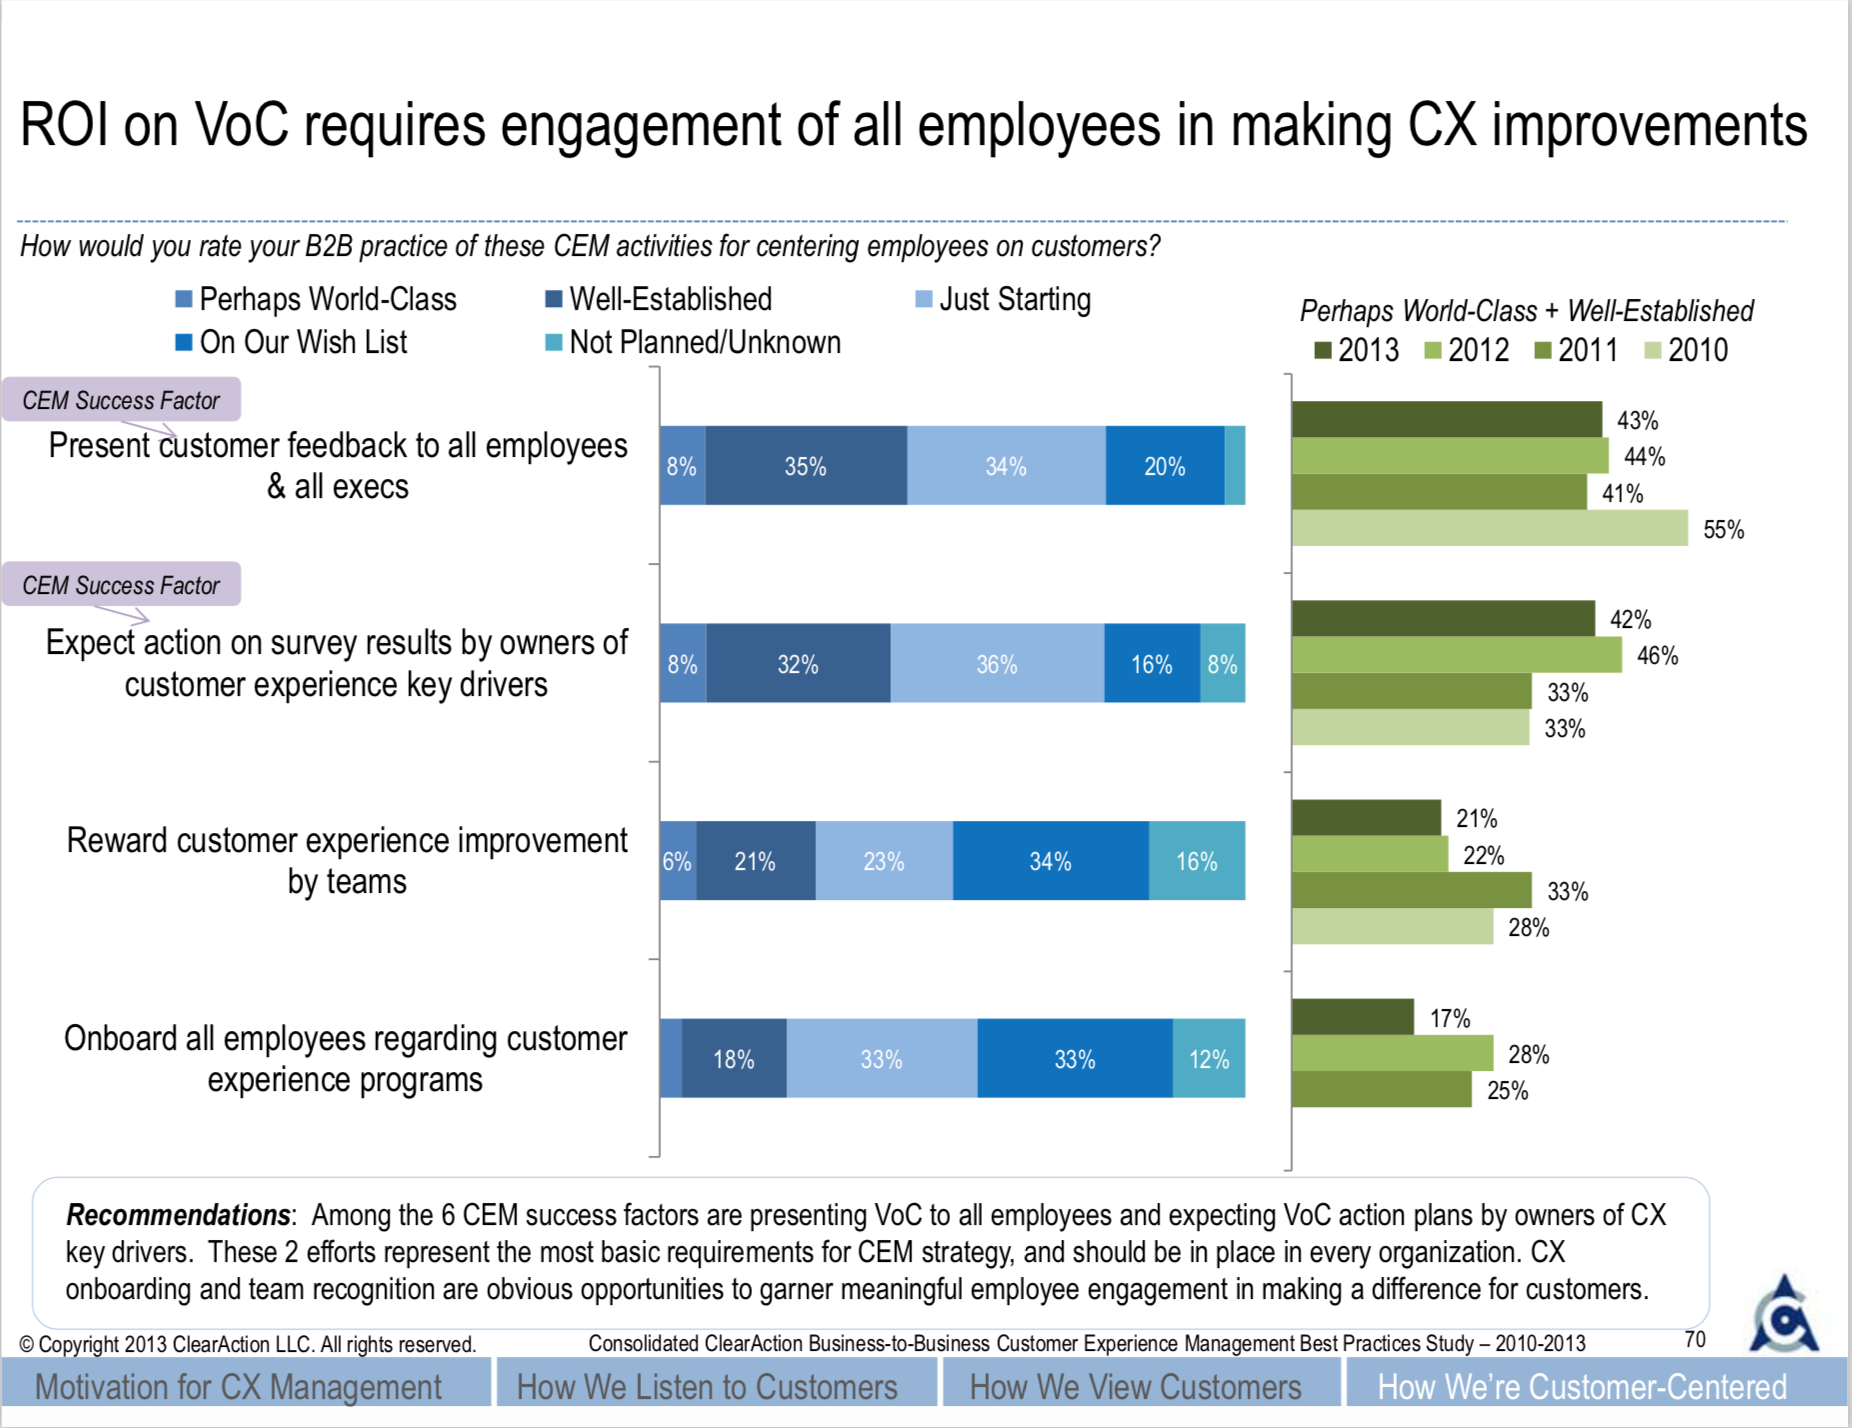 ROI on VoC requires engagement of all employees in making CX improvements
How would you rate your B2B practice of these CEM activities for centering employees on customers?
Perhaps World-Class
Well-Established
Just Starting
On Our Wish List
Not Planned/Unknown
Perhaps World-Class + Well-Established
2013
2012
2011
2010
CEM Success Factor
Present customer feedback to all employees
& all execs
8%
35%
34%
20%
43%
44%
41%
55%
CEM Success Factor
Expect action on survey results by owners of
customer experience key drivers
8%
32%
36%
16%
8%
42%
46%
33%
33%
Reward customer experience improvement
by teams
6%
21%
23%
34%
16%
21%
22%
33%
28%
Onboard all employees regarding customer
experience programs
18%
33%
33%
12%
17%
28%
25%
Recommendations:  Among the 6 CEM success factors are presenting VoC to all employees and expecting VoC action plans by owners of CX
key drivers.  These 2 efforts represent the most basic requirements for CEM strategy, and should be in place in every organization. CX
onboarding and team recognition are obvious opportunities to garner meaningful employee engagement in making a difference for customers.
© Copyright 2013 ClearAction LLC. All rights reserved.
Consolidated ClearAction Business-to-Business Customer Experience Management Best Practices Study – 2010-2013
70
Motivation for CX Management
How We Listen to Customers
How We View Customers
How We’re Customer-Centered